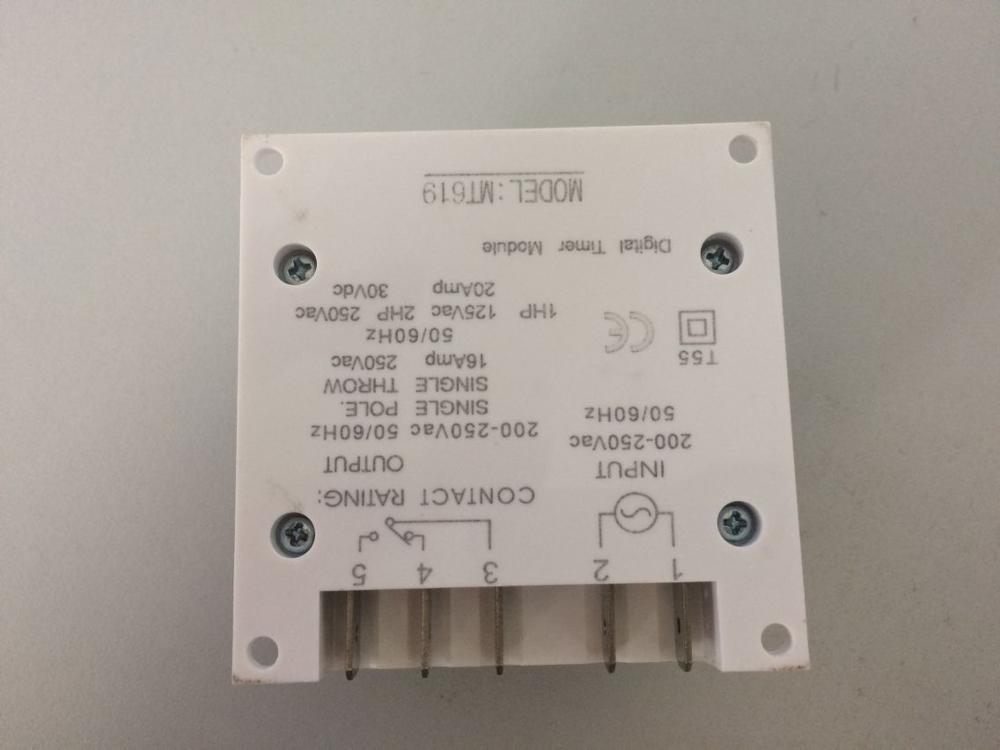 1 2 3 4 5
CONTACT RATING:
INPUT
OUTPUT
200-250Vac
50/60Hz
200-250Vac 50/60Hz
SINGLE POLE.
SINGLE THROW
16Amp 250Vac
50/60Hz
1HP 125Vac 2HP 250Vac
20Amp 30Vdc
T55
CE
Digital Timer Module
MODEL:MT619